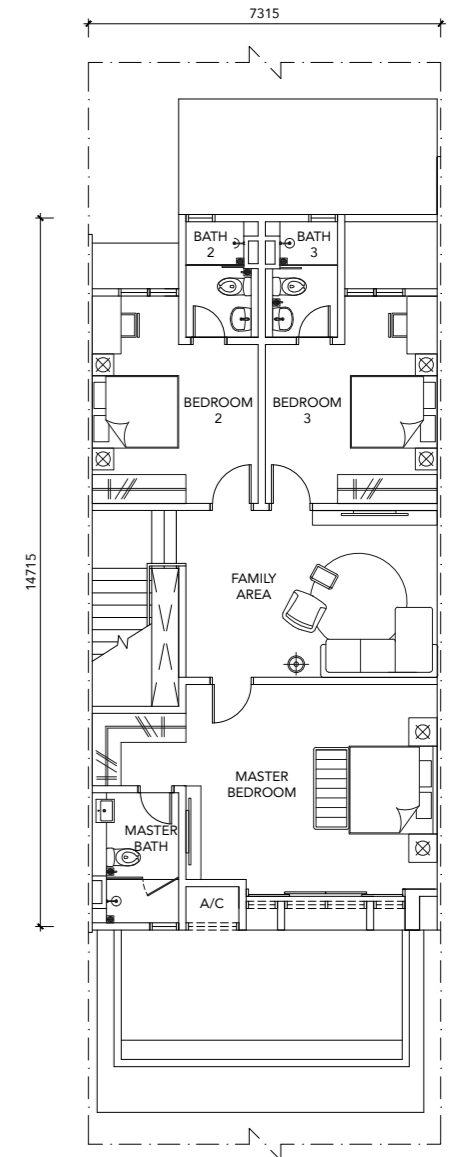 7315
14715
BATH
2
BATH
3
BEDROOM
2
BEDROOM
3
FAMILY
AREA
MASTER
BEDROOM
MASTER
BATH
A/C